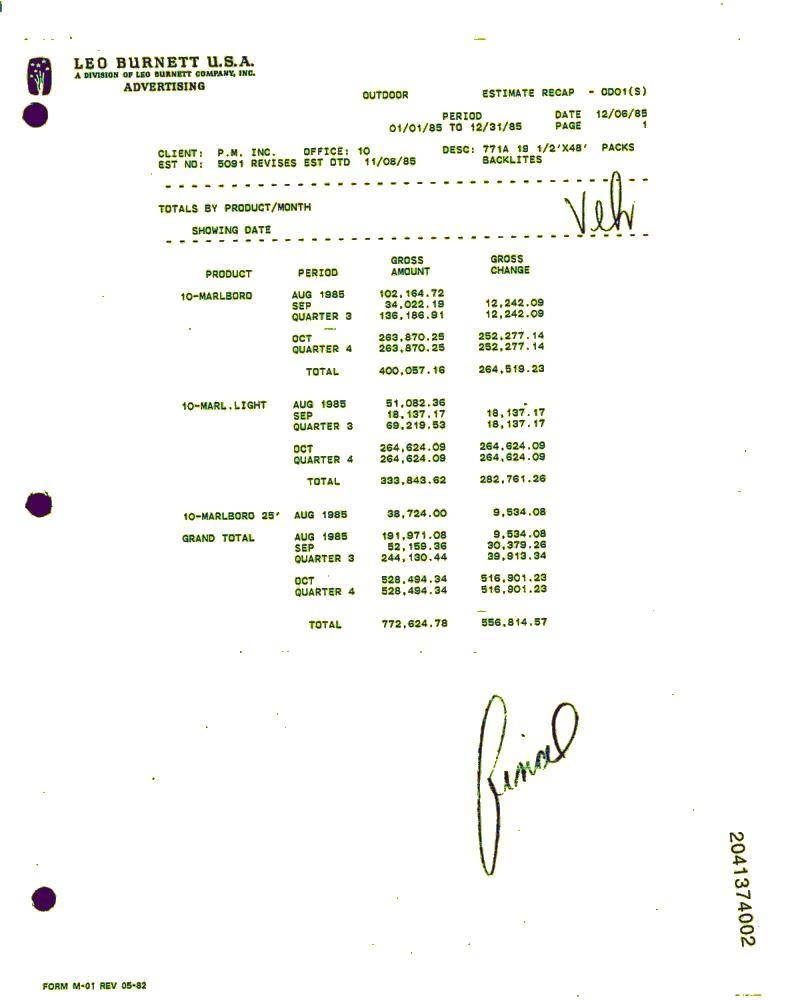 LEO BURNETT U.S.A.
A DIVISION OF LEO BURNETT COMPANY, INC.
ADVERTISING
OUTDOOR ESTIMATE RECAP - 0D01(S)
PERIOD DATE 12/06/85
01/01/85 TO 12/31/85 PAGE 1
CLIENT: P.M. INC. OFFICE: 10 DESC: 771A 19 1/2'X48' PACKS
EST NO: 5091 REVISES EST DTD 11/08/85 BACKLITES
TOTALS BY PRODUCT/MONTH
SHOWING DATE
GROSS GROSS
PRODUCT PERIOD AMOUNT CHANGE
10-MARLBORO AUG 1985 102,164.72
SEP 34,022.19 12,242.09
QUARTER 3 136,186.91 12,242.09
OCT 263,870.25 252,277.14
QUARTER 4 263,870.25 252,277.14
TOTAL 400,057.16 264,519.23
10-MARL.LIGHT AUG 1985 51,082.36
SEP 18,137.17 18,137.17
QUARTER 3 69,219.53 18,137.17
OCT 264,624.09 264,624.09
QUARTER 4 264,624.09 264,624.09
TOTAL 333,843.62 282,761.26
10-MARLBORO 25' AUG 1985 38,724.00 9,534.08
GRAND TOTAL AUG 1985 191,971.08 9,534.08
SEP 52,159.36 30,379.26
QUARTER 3 244,130.44 39,913.34
OCT 528,494.34 516,901.23
QUARTER 4 528,494.34 516,901.23
TOTAL 772,624.78 556,814.57
2041374002
FORM M-01 REV 05-82